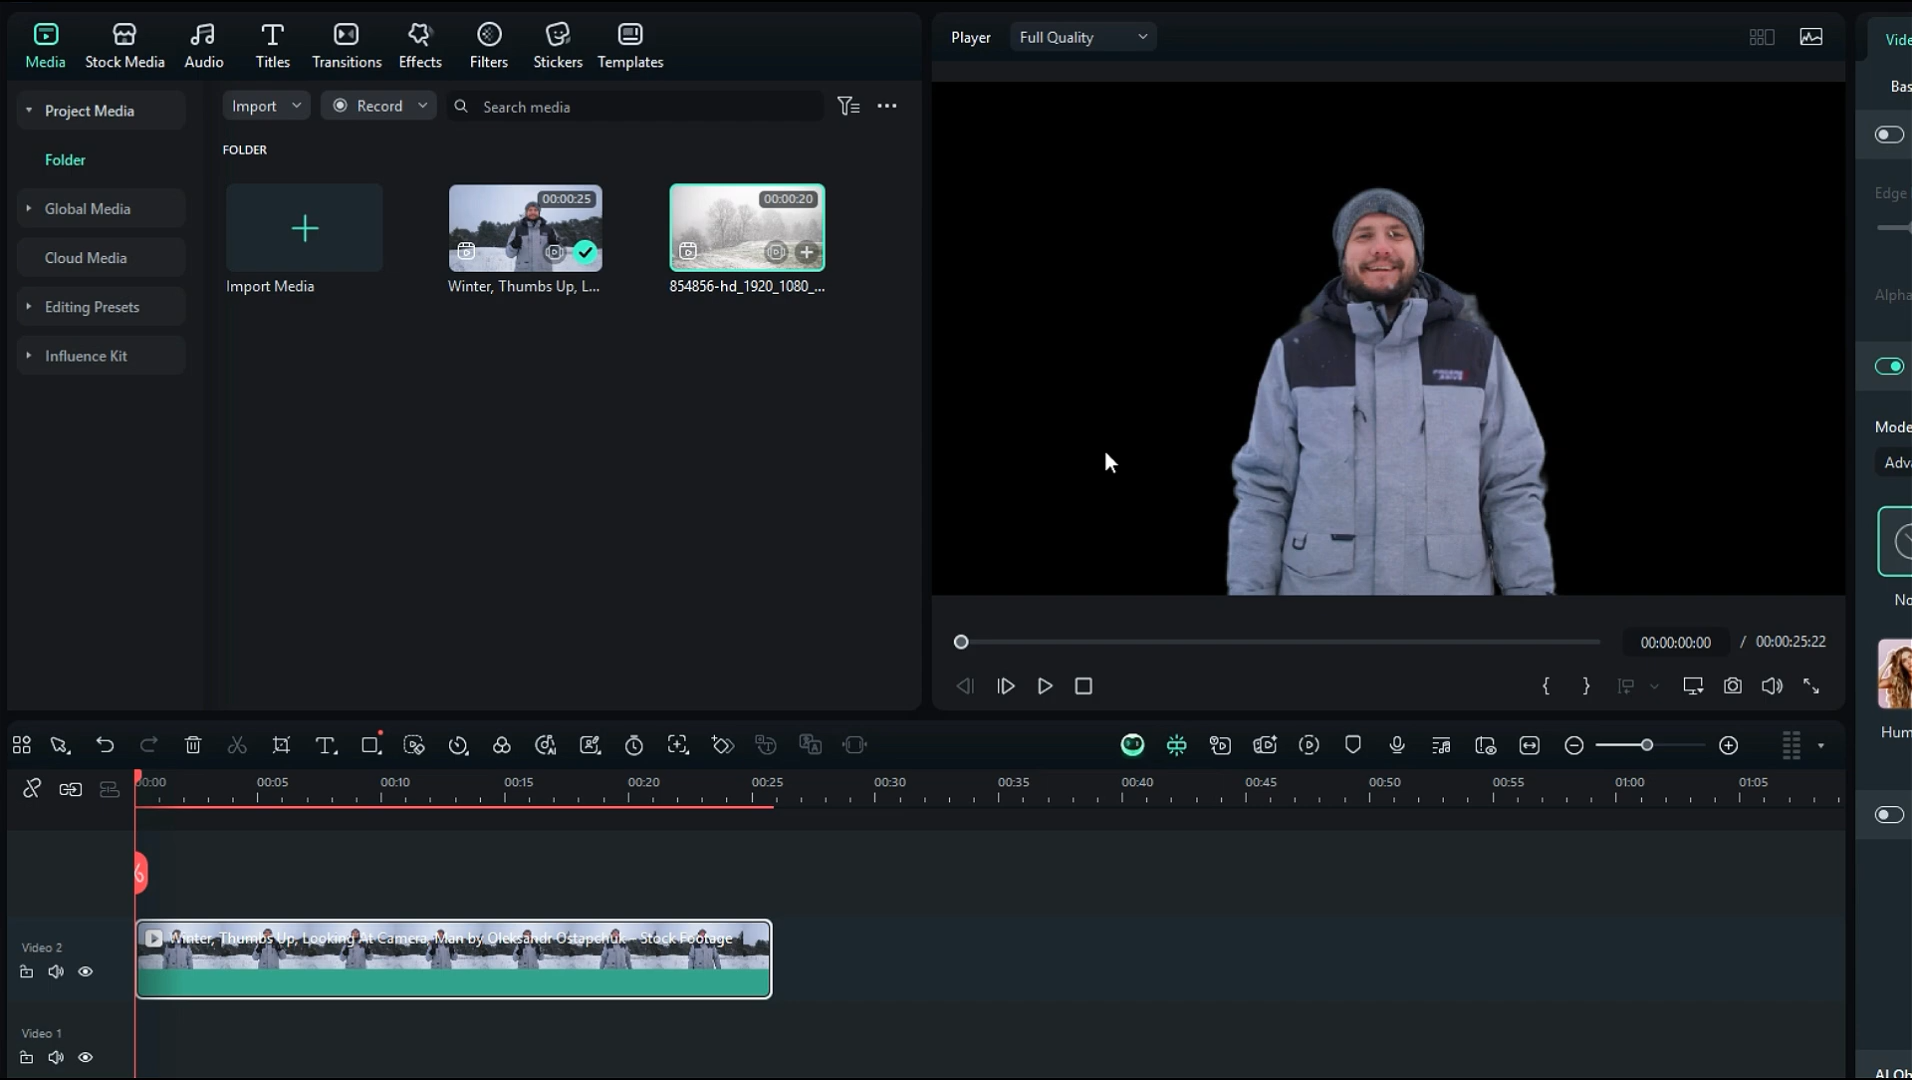 Media
Stock Media
Audio
Titles
Transitions
Effects
Filters
Stickers
Templates
Player
Full Quality
Project Media
Folder
Global Media
Cloud Media
Editing Presets
Influence Kit
Import
Record
Search media
FOLDER
00:00:25
00:00:20
Import Media
Winter, Thumbs Up, L...
854856-hd_1920_1080_...
00:00:00:00 / 00:00:25:22
Vide
Bas
Edge
Alpha
Mode
Adv
No
Hum
00:00 00:05 00:10 00:15 00:20 00:25 00:30 00:35 00:40 00:45 00:50 00:55 01:00 01:05
Video 2
Winter, Thumbs Up, Looking At Camera, Man by Oleksandr Ostapchuk - Stock Footage
Video 1
AI Ob